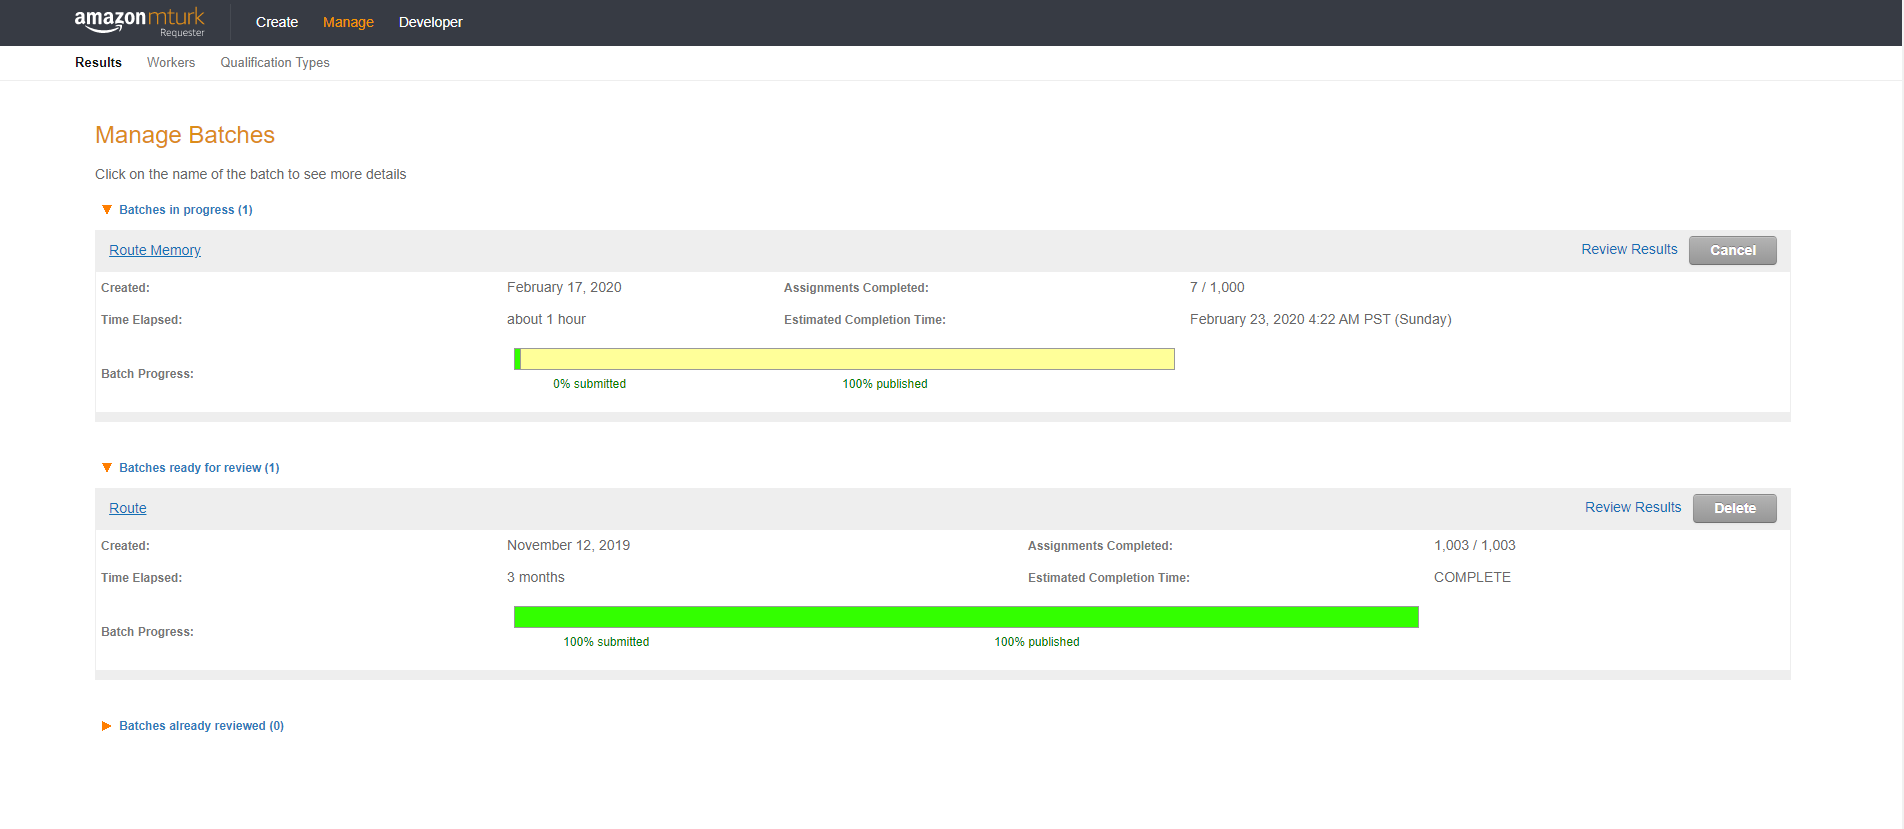 amazon mturk
Requester
Create Manage Developer
Results Workers Qualification Types
Manage Batches
Click on the name of the batch to see more details
Batches in progress (1)
Route Memory Review Results Cancel
Created: February 17, 2020 Assignments Completed: 7 / 1,000
Time Elapsed: about 1 hour Estimated Completion Time: February 23, 2020 4:22 AM PST (Sunday)
Batch Progress:
0% submitted 100% published
Batches ready for review (1)
Route Review Results Delete
Created: November 12, 2019 Assignments Completed: 1,003 / 1,003
Time Elapsed: 3 months Estimated Completion Time: COMPLETE
Batch Progress:
100% submitted 100% published
Batches already reviewed (0)